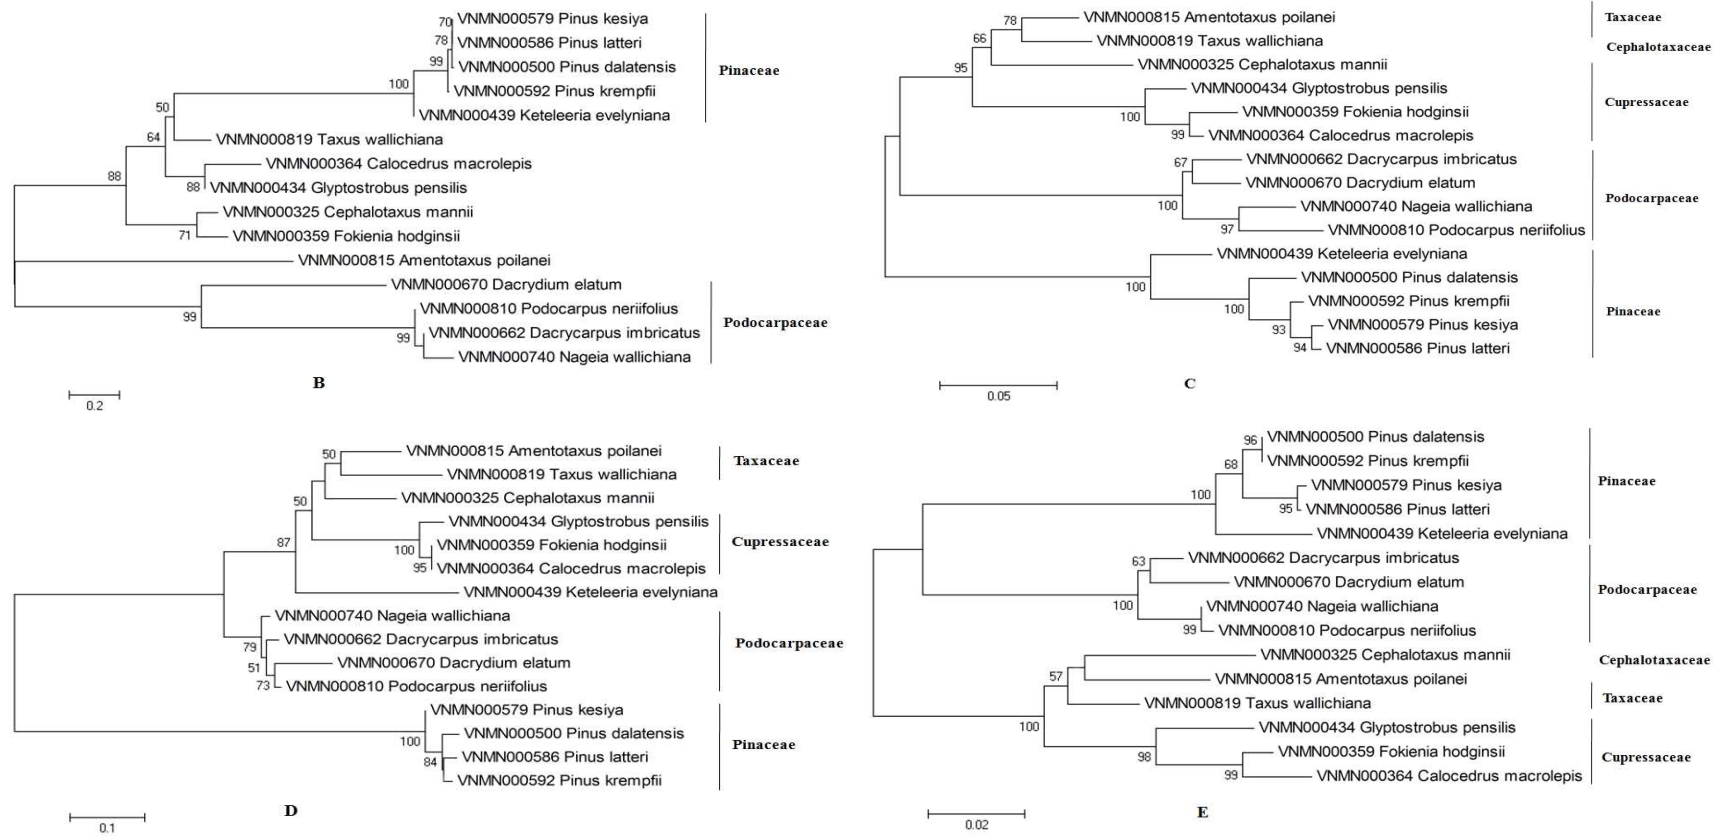 70
VNMN000579 Pinus kesiya
78
VNMN000586 Pinus latteri
99
VNMN000500 Pinus dalatensis
Pinaceae
100
VNMN000592 Pinus krempfii
VNMN000439 Keteleeria evelyniana
50
64
VNMN000819 Taxus wallichiana
VNMN000364 Calocedrus macrolepis
88
88
VNMN000434 Glyptostrobus pensilis
VNMN000325 Cephalotaxus mannii
71
VNMN000359 Fokienia hodginsii
VNMN000815 Amentotaxus poilanei
VNMN000670 Dacrydium elatum
99
VNMN000810 Podocarpus neriifolius
Podocarpaceae
99
VNMN000662 Dacrycarpus imbricatus
VNMN000740 Nageia wallichiana
B
0.2
78
VNMN000815 Amentotaxus poilanei
Taxaceae
66
VNMN000819 Taxus wallichiana
Cephalotaxaceae
95
VNMN000325 Cephalotaxus mannii
VNMN000434 Glyptostrobus pensilis
Cupressaceae
100
VNMN000359 Fokienia hodginsii
99
VNMN000364 Calocedrus macrolepis
67
VNMN000662 Dacrycarpus imbricatus
VNMN000670 Dacrydium elatum
Podocarpaceae
100
VNMN000740 Nageia wallichiana
97
VNMN000810 Podocarpus neriifolius
VNMN000439 Keteleeria evelyniana
100
VNMN000500 Pinus dalatensis
100
VNMN000592 Pinus krempfii
Pinaceae
93
VNMN000579 Pinus kesiya
94
VNMN000586 Pinus latteri
C
0.05
50
VNMN000815 Amentotaxus poilanei
Taxaceae
VNMN000819 Taxus wallichiana
50
VNMN000325 Cephalotaxus mannii
VNMN000434 Glyptostrobus pensilis
87
100
VNMN000359 Fokienia hodginsii
Cupressaceae
95
VNMN000364 Calocedrus macrolepis
VNMN000439 Keteleeria evelyniana
VNMN000740 Nageia wallichiana
79
VNMN000662 Dacrycarpus imbricatus
Podocarpaceae
51
VNMN000670 Dacrydium elatum
73
VNMN000810 Podocarpus neriifolius
VNMN000579 Pinus kesiya
100
VNMN000500 Pinus dalatensis
Pinaceae
84
VNMN000586 Pinus latteri
VNMN000592 Pinus krempfii
D
0.1
96
VNMN000500 Pinus dalatensis
68
VNMN000592 Pinus krempfii
Pinaceae
100
VNMN000579 Pinus kesiya
95
VNMN000586 Pinus latteri
VNMN000439 Keteleeria evelyniana
63
VNMN000662 Dacrycarpus imbricatus
VNMN000670 Dacrydium elatum
Podocarpaceae
100
VNMN000740 Nageia wallichiana
99
VNMN000810 Podocarpus neriifolius
VNMN000325 Cephalotaxus mannii
Cephalotaxaceae
57
VNMN000815 Amentotaxus poilanei
VNMN000819 Taxus wallichiana
Taxaceae
100
VNMN000434 Glyptostrobus pensilis
98
VNMN000359 Fokienia hodginsii
Cupressaceae
99
VNMN000364 Calocedrus macrolepis
E
0.02